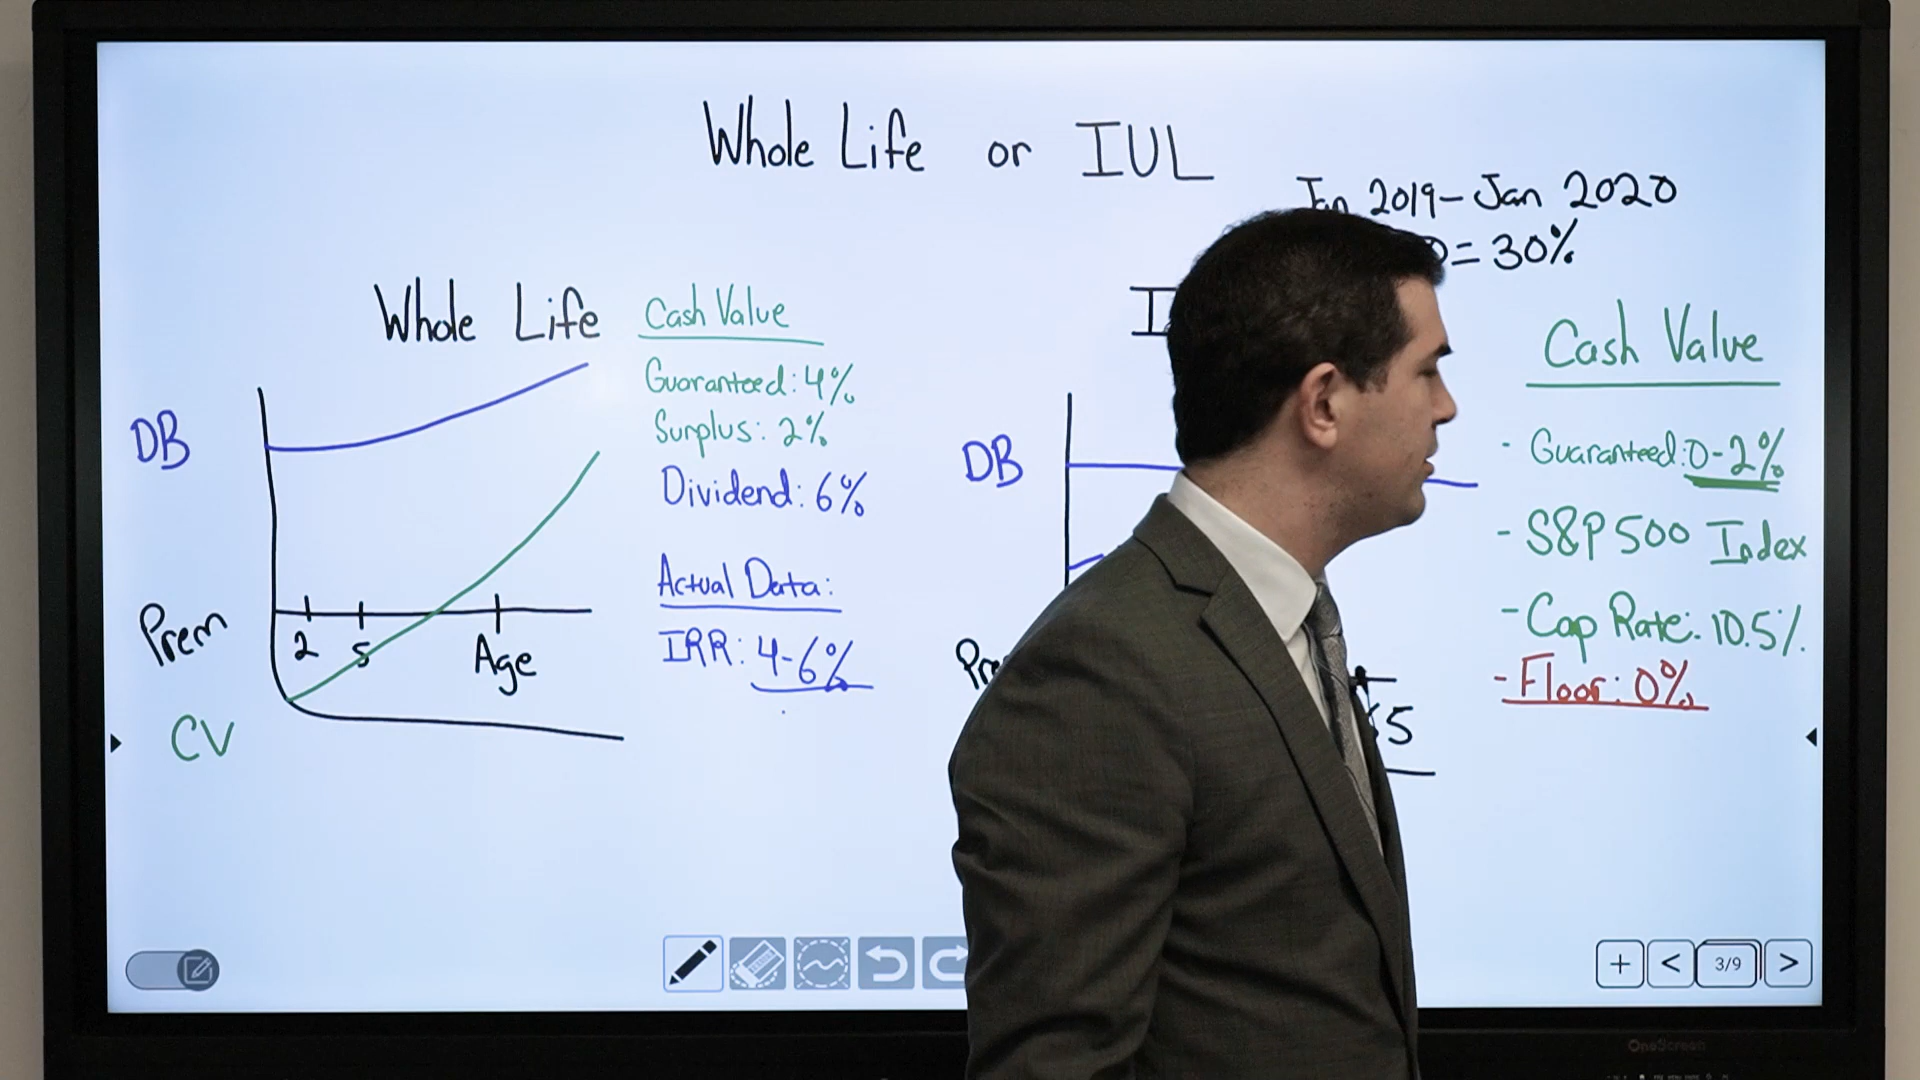 Whole Life or IUL
Jan 2019 - Jan 2020
= 30%
Whole Life
Cash Value
Guaranteed: 4%
Surplus: 2%
Dividend: 6%
Actual Data:
IRR: 4-6%
DB
Prem
CV
2
5
Age
DB
Cash Value
- Guaranteed: 0-2%
- S&P 500 Index
- Cap Rate: 10.5%
- Floor: 0%
3/9
OneScreen